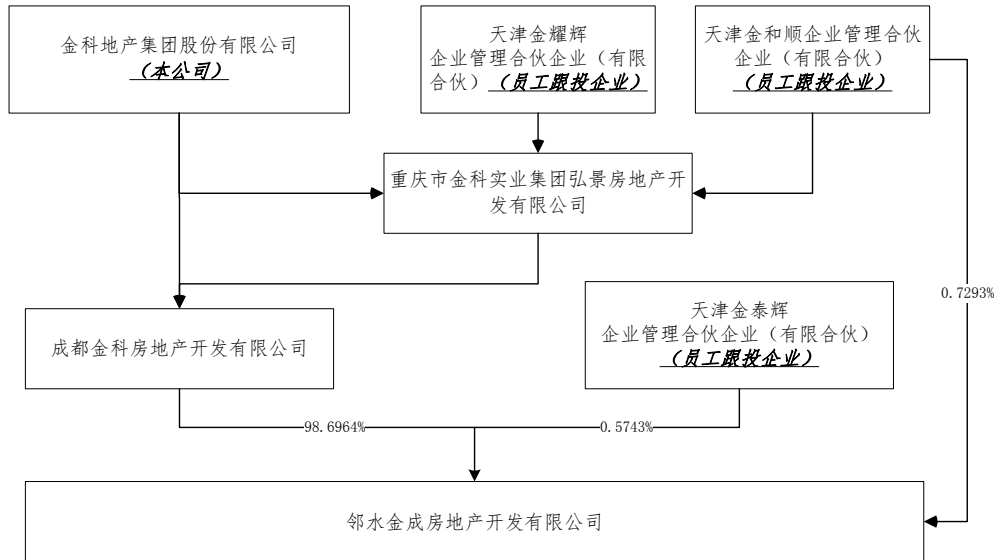 金科地产集团股份有限公司
（本公司）
天津金耀辉
企业管理合伙企业（有限
合伙）（员工跟投企业）
天津金和顺企业管理合伙
企业（有限合伙）
（员工跟投企业）
重庆市金科实业集团弘景房地产开
发有限公司
0.7293%
成都金科房地产开发有限公司
天津金泰辉
企业管理合伙企业（有限合伙）
（员工跟投企业）
98.6964%
0.5743%
邻水金成房地产开发有限公司